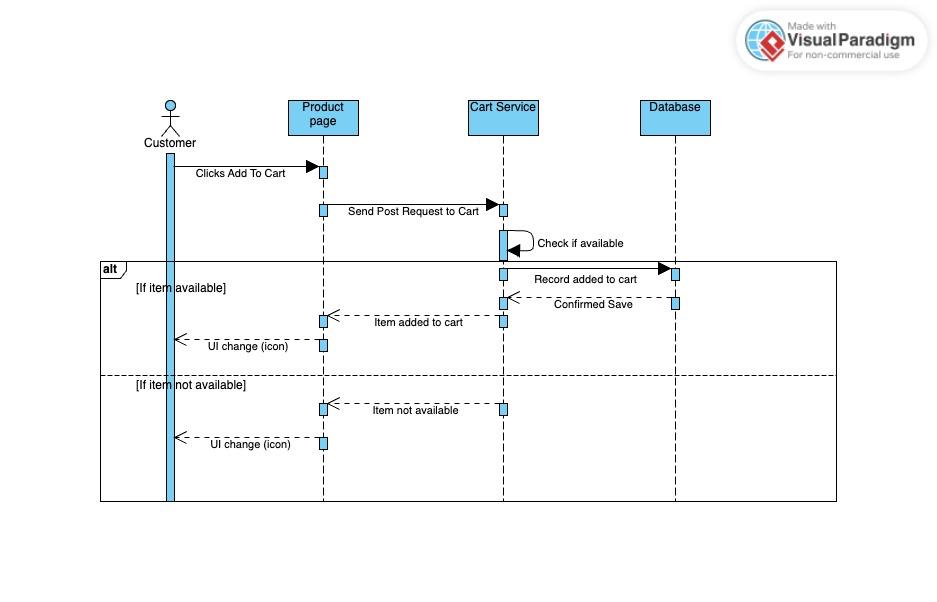 Made with
VisualParadigm
For non-commercial use
Product
page
Cart Service
Database
Customer
Clicks Add To Cart
Send Post Request to Cart
Check if available
alt
Record added to cart
[If item available]
Confirmed Save
Item added to cart
UI change (icon)
[If item not available]
Item not available
UI change (icon)